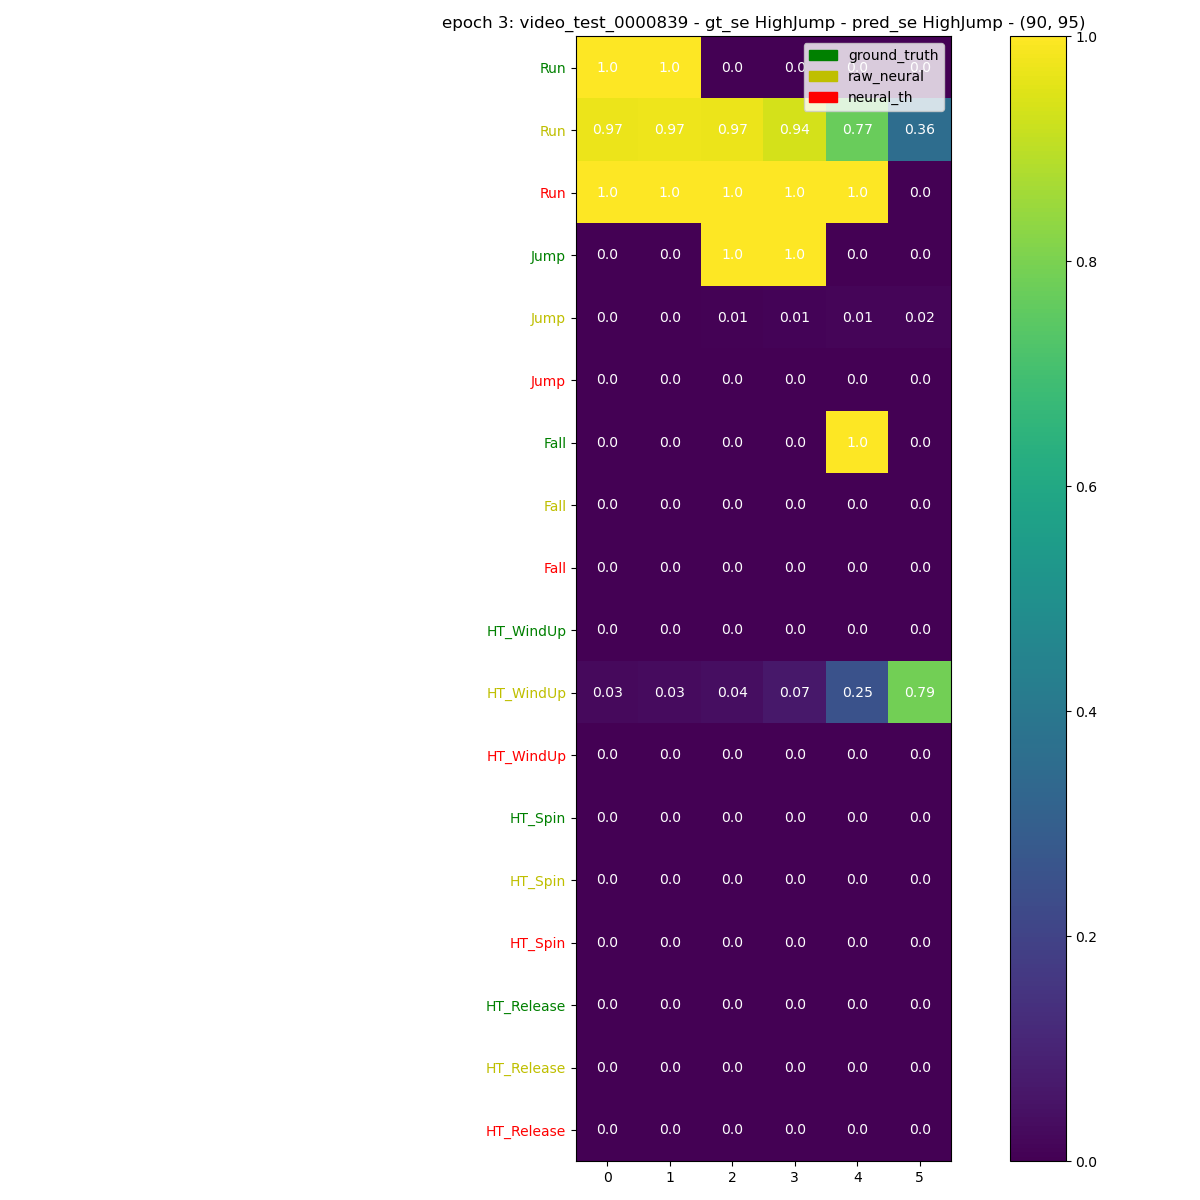 epoch 3: video_test_0000839 - gt_se HighJump - pred_se HighJump - (90, 95)
ground_truth
raw_neural
neural_th
Run 1.0 1.0 0.0 0.0 0.0 0.0
Run 0.97 0.97 0.97 0.94 0.77 0.36
Run 1.0 1.0 1.0 1.0 1.0 0.0
Jump 0.0 0.0 1.0 1.0 0.0 0.0
Jump 0.0 0.0 0.01 0.01 0.01 0.02
Jump 0.0 0.0 0.0 0.0 0.0 0.0
Fall 0.0 0.0 0.0 0.0 1.0 0.0
Fall 0.0 0.0 0.0 0.0 0.0 0.0
Fall 0.0 0.0 0.0 0.0 0.0 0.0
HT_WindUp 0.0 0.0 0.0 0.0 0.0 0.0
HT_WindUp 0.03 0.03 0.04 0.07 0.25 0.79
HT_WindUp 0.0 0.0 0.0 0.0 0.0 0.0
HT_Spin 0.0 0.0 0.0 0.0 0.0 0.0
HT_Spin 0.0 0.0 0.0 0.0 0.0 0.0
HT_Spin 0.0 0.0 0.0 0.0 0.0 0.0
HT_Release 0.0 0.0 0.0 0.0 0.0 0.0
HT_Release 0.0 0.0 0.0 0.0 0.0 0.0
HT_Release 0.0 0.0 0.0 0.0 0.0 0.0
0 1 2 3 4 5
1.0
0.8
0.6
0.4
0.2
0.0